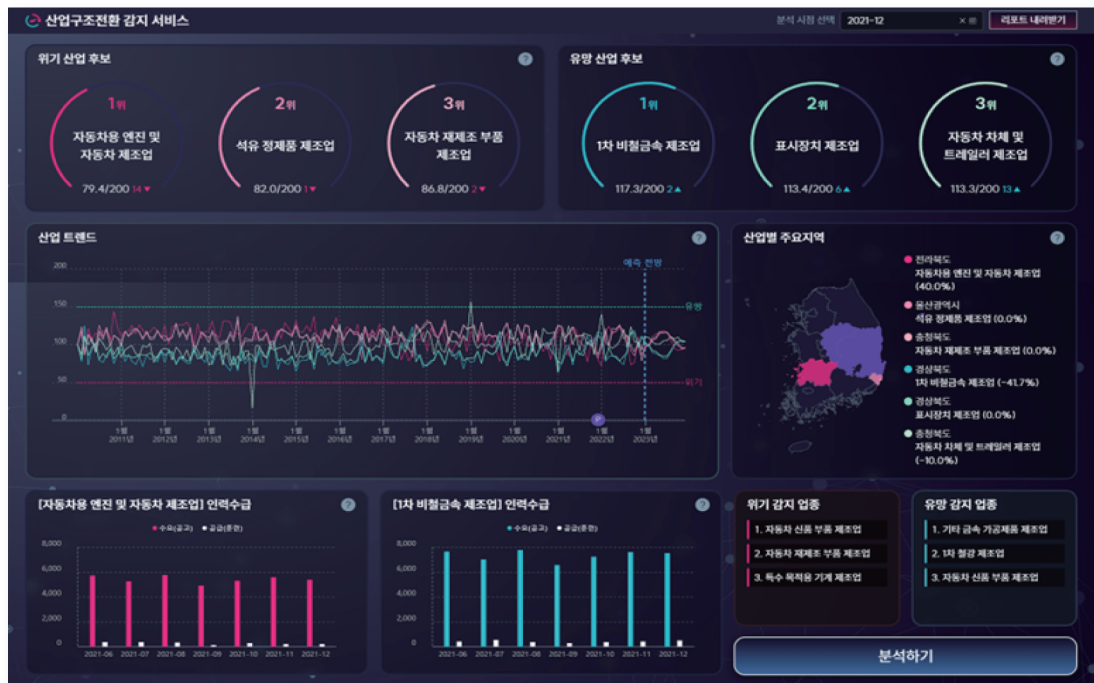 산업구조전환 감지 서비스
분석 시점 선택 2021-12 리포트 내려받기
위기 산업 후보
1위
자동차용 엔진 및
자동차 제조업
79.4/200 14▼
2위
석유 정제품 제조업
82.0/200 1▼
3위
자동차 재제조 부품
제조업
86.8/200 2▼
유망 산업 후보
1위
1차 비철금속 제조업
117.3/200 2▲
2위
표시장치 제조업
113.4/200 6▲
3위
자동차 차체 및
트레일러 제조업
113.3/200 13▲
산업 트렌드
예측 전망
200
150
유망
100
50
위기
0
P
1월 1월 1월 1월 1월 1월 1월 1월 1월 1월 1월 1월 1월
2011년 2012년 2013년 2014년 2015년 2016년 2017년 2018년 2019년 2020년 2021년 2022년 2023년
산업별 주요지역
전라북도
자동차용 엔진 및 자동차 제조업
(40.0%)
울산광역시
석유 정제품 제조업 (0.0%)
충청북도
자동차 재제조 부품 제조업 (0.0%)
경상북도
1차 비철금속 제조업 (-41.7%)
경상북도
표시장치 제조업 (0.0%)
충청북도
자동차 차체 및 트레일러 제조업
(-10.0%)
[자동차용 엔진 및 자동차 제조업] 인력수급
수요(공고) 공급(훈련)
8,000
6,000
4,000
2,000
0
2021-06 2021-07 2021-08 2021-09 2021-10 2021-11 2021-12
[1차 비철금속 제조업] 인력수급
수요(공고) 공급(훈련)
8,000
6,000
4,000
2,000
0
2021-06 2021-07 2021-08 2021-09 2021-10 2021-11 2021-12
위기 감지 업종
1. 자동차 신품 부품 제조업
2. 자동차 재제조 부품 제조업
3. 특수 목적용 기계 제조업
유망 감지 업종
1. 기타 금속 가공제품 제조업
2. 1차 철강 제조업
3. 자동차 신품 부품 제조업
분석하기